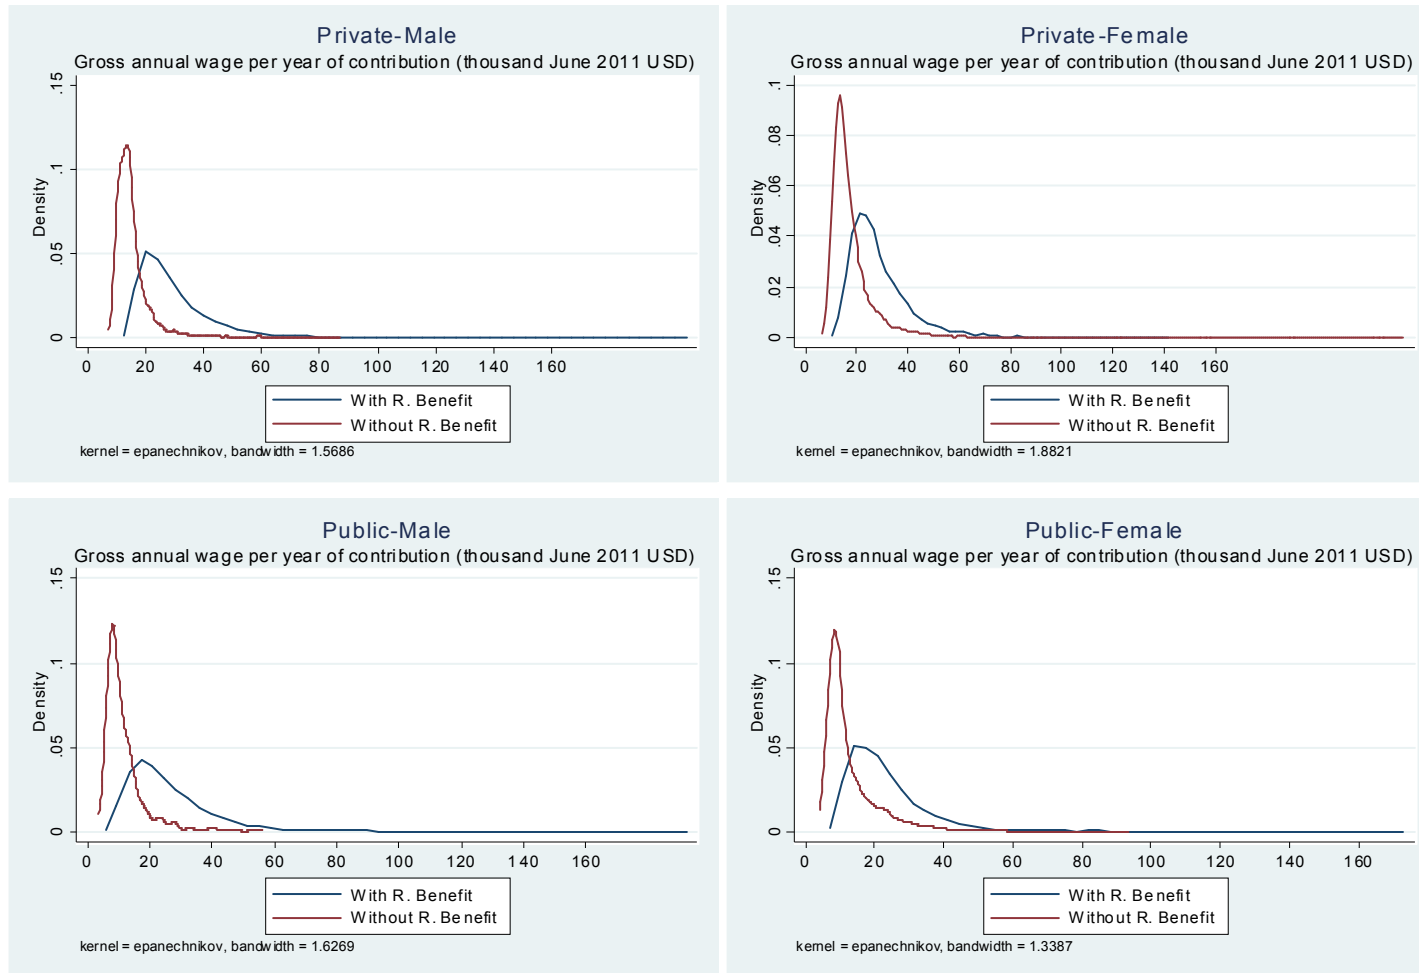 Private-Male
Gross annual wage per year of contribution (thousand June 2011 USD)
.15
.1
.05
0
Density
0 20 40 60 80 100 120 140 160
With R. Benefit
Without R. Benefit
kernel = epanechnikov, bandwidth = 1.5686
Private-Female
Gross annual wage per year of contribution (thousand June 2011 USD)
.1
.08
.06
.04
.02
0
Density
0 20 40 60 80 100 120 140 160
With R. Benefit
Without R. Benefit
kernel = epanechnikov, bandwidth = 1.8821
Public-Male
Gross annual wage per year of contribution (thousand June 2011 USD)
.15
.1
.05
0
Density
0 20 40 60 80 100 120 140 160
With R. Benefit
Without R. Benefit
kernel = epanechnikov, bandwidth = 1.6269
Public-Female
Gross annual wage per year of contribution (thousand June 2011 USD)
.15
.1
.05
0
Density
0 20 40 60 80 100 120 140 160
With R. Benefit
Without R. Benefit
kernel = epanechnikov, bandwidth = 1.3387